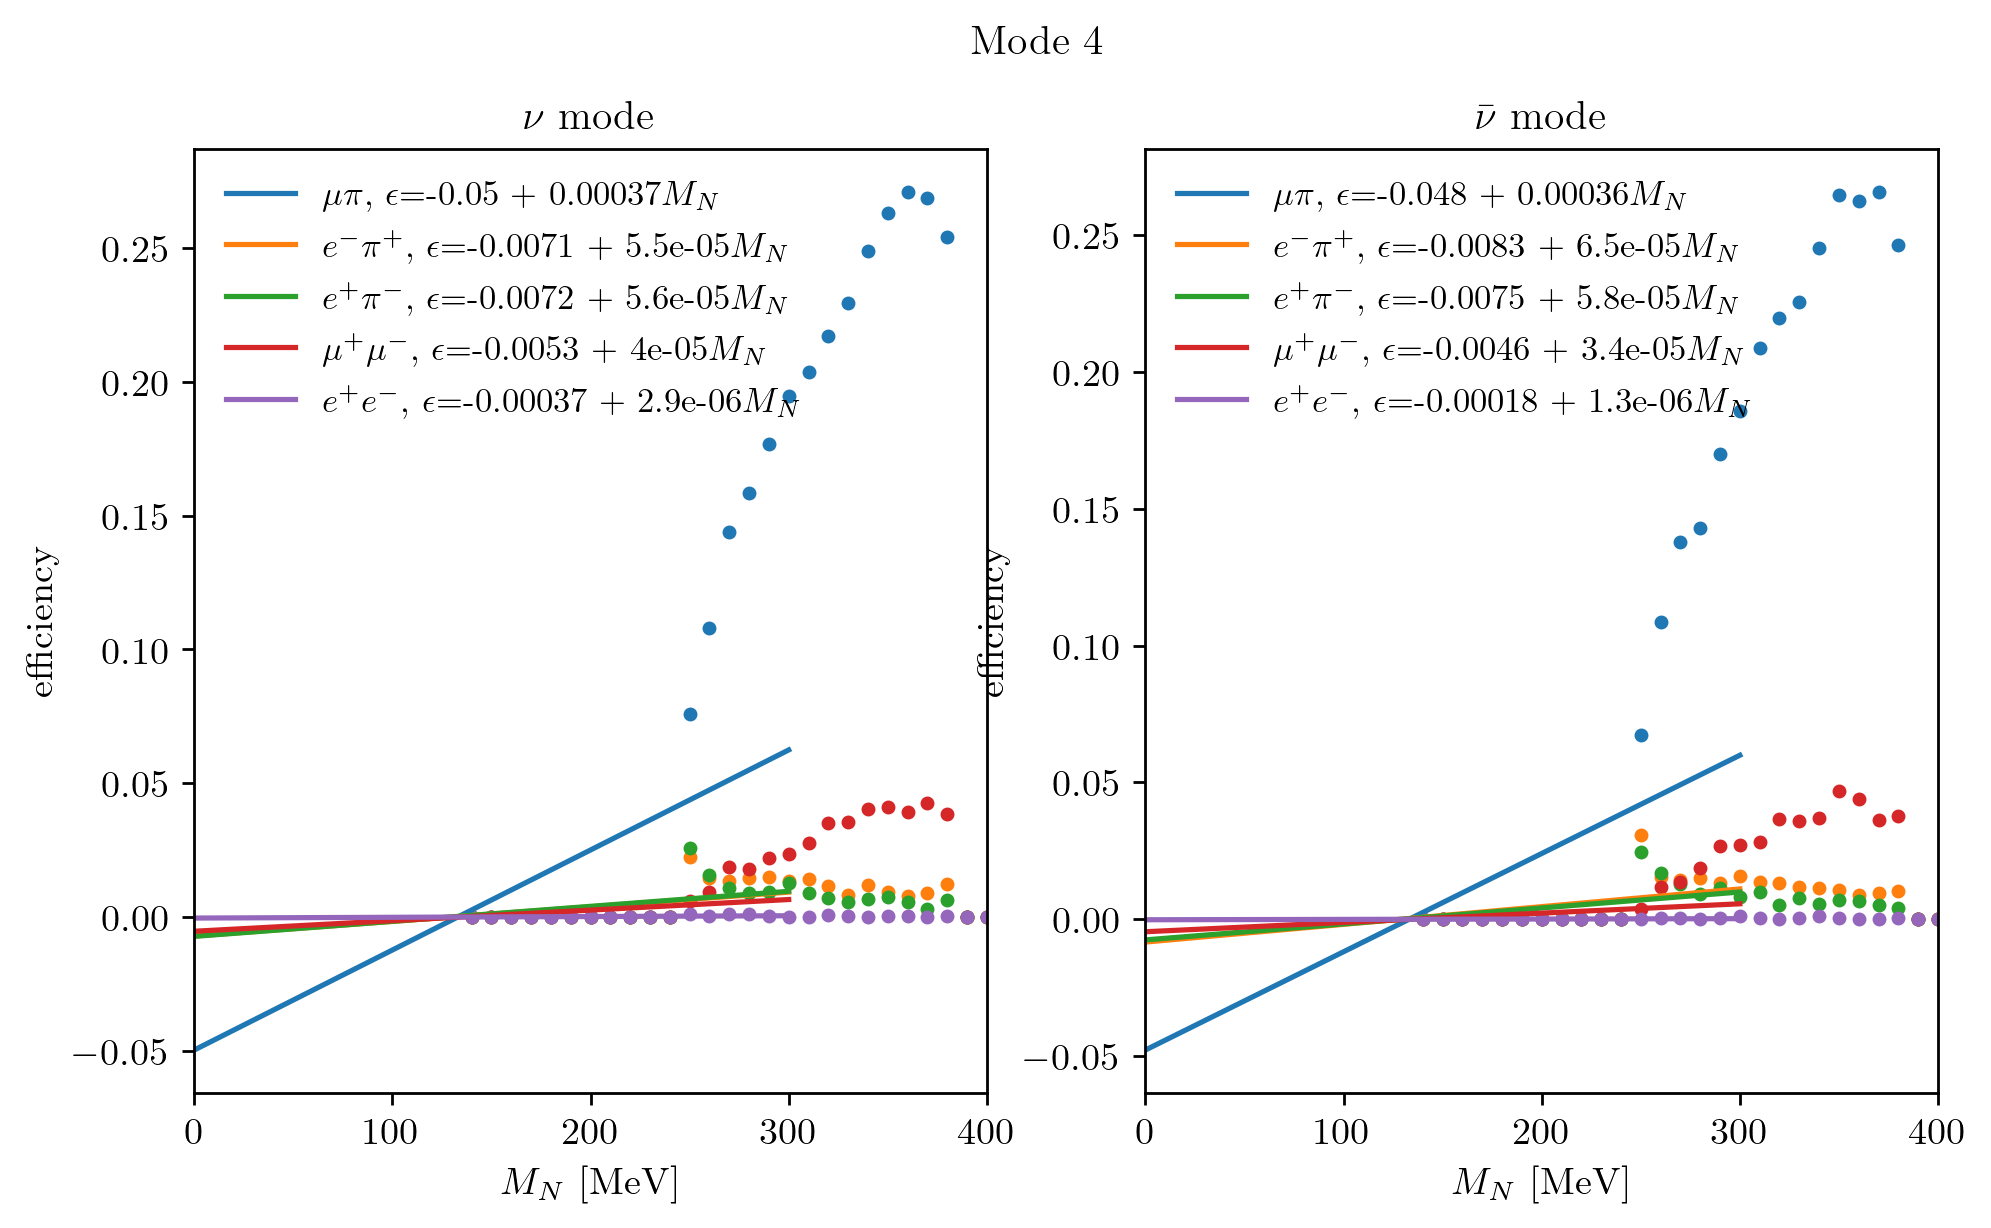 Mode 4
ν mode
μπ, ϵ=-0.05 + 0.00037M_N
e⁻π⁺, ϵ=-0.0071 + 5.5e-05M_N
e⁺π⁻, ϵ=-0.0072 + 5.6e-05M_N
μ⁺μ⁻, ϵ=-0.0053 + 4e-05M_N
e⁺e⁻, ϵ=-0.00037 + 2.9e-06M_N
0.25
0.20
0.15
0.10
0.05
0.00
−0.05
efficiency
0 100 200 300 400
M_N [MeV]
ν̄ mode
μπ, ϵ=-0.048 + 0.00036M_N
e⁻π⁺, ϵ=-0.0083 + 6.5e-05M_N
e⁺π⁻, ϵ=-0.0075 + 5.8e-05M_N
μ⁺μ⁻, ϵ=-0.0046 + 3.4e-05M_N
e⁺e⁻, ϵ=-0.00018 + 1.3e-06M_N
0.25
0.20
0.15
0.10
0.05
0.00
−0.05
efficiency
0 100 200 300 400
M_N [MeV]